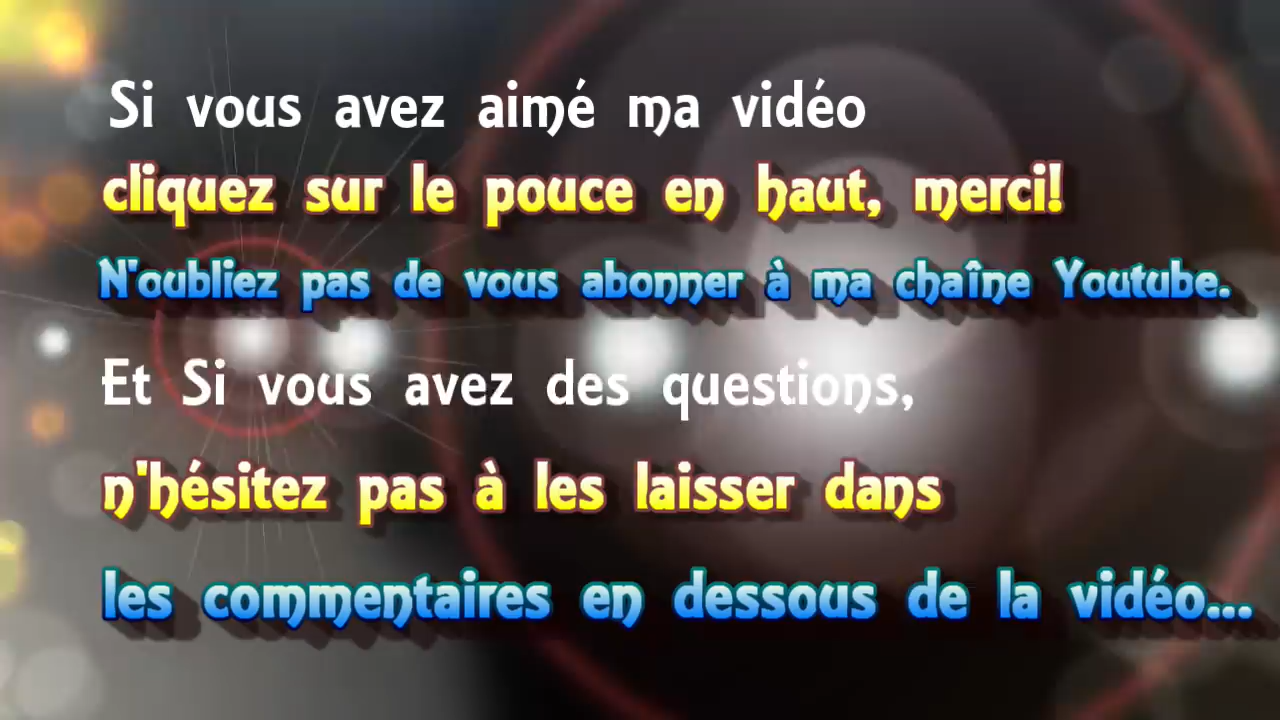 Si vous avez aimé ma vidéo
cliquez sur le pouce en haut, merci!
N'oubliez pas de vous abonner à ma chaîne Youtube.
Et Si vous avez des questions,
n'hésitez pas à les laisser dans
les commentaires en dessous de la vidéo...